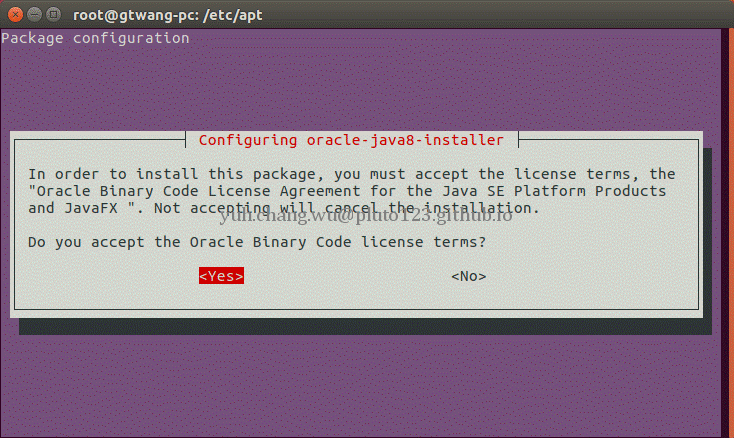 root@gtwang-pc: /etc/apt
Package configuration
Configuring oracle-java8-installer
In order to install this package, you must accept the license terms, the
"Oracle Binary Code License Agreement for the Java SE Platform Products
and JavaFX ". Not accepting will cancel the installation.
yun.chang.wu@pluto123.github.io
Do you accept the Oracle Binary Code license terms?
<Yes> <No>